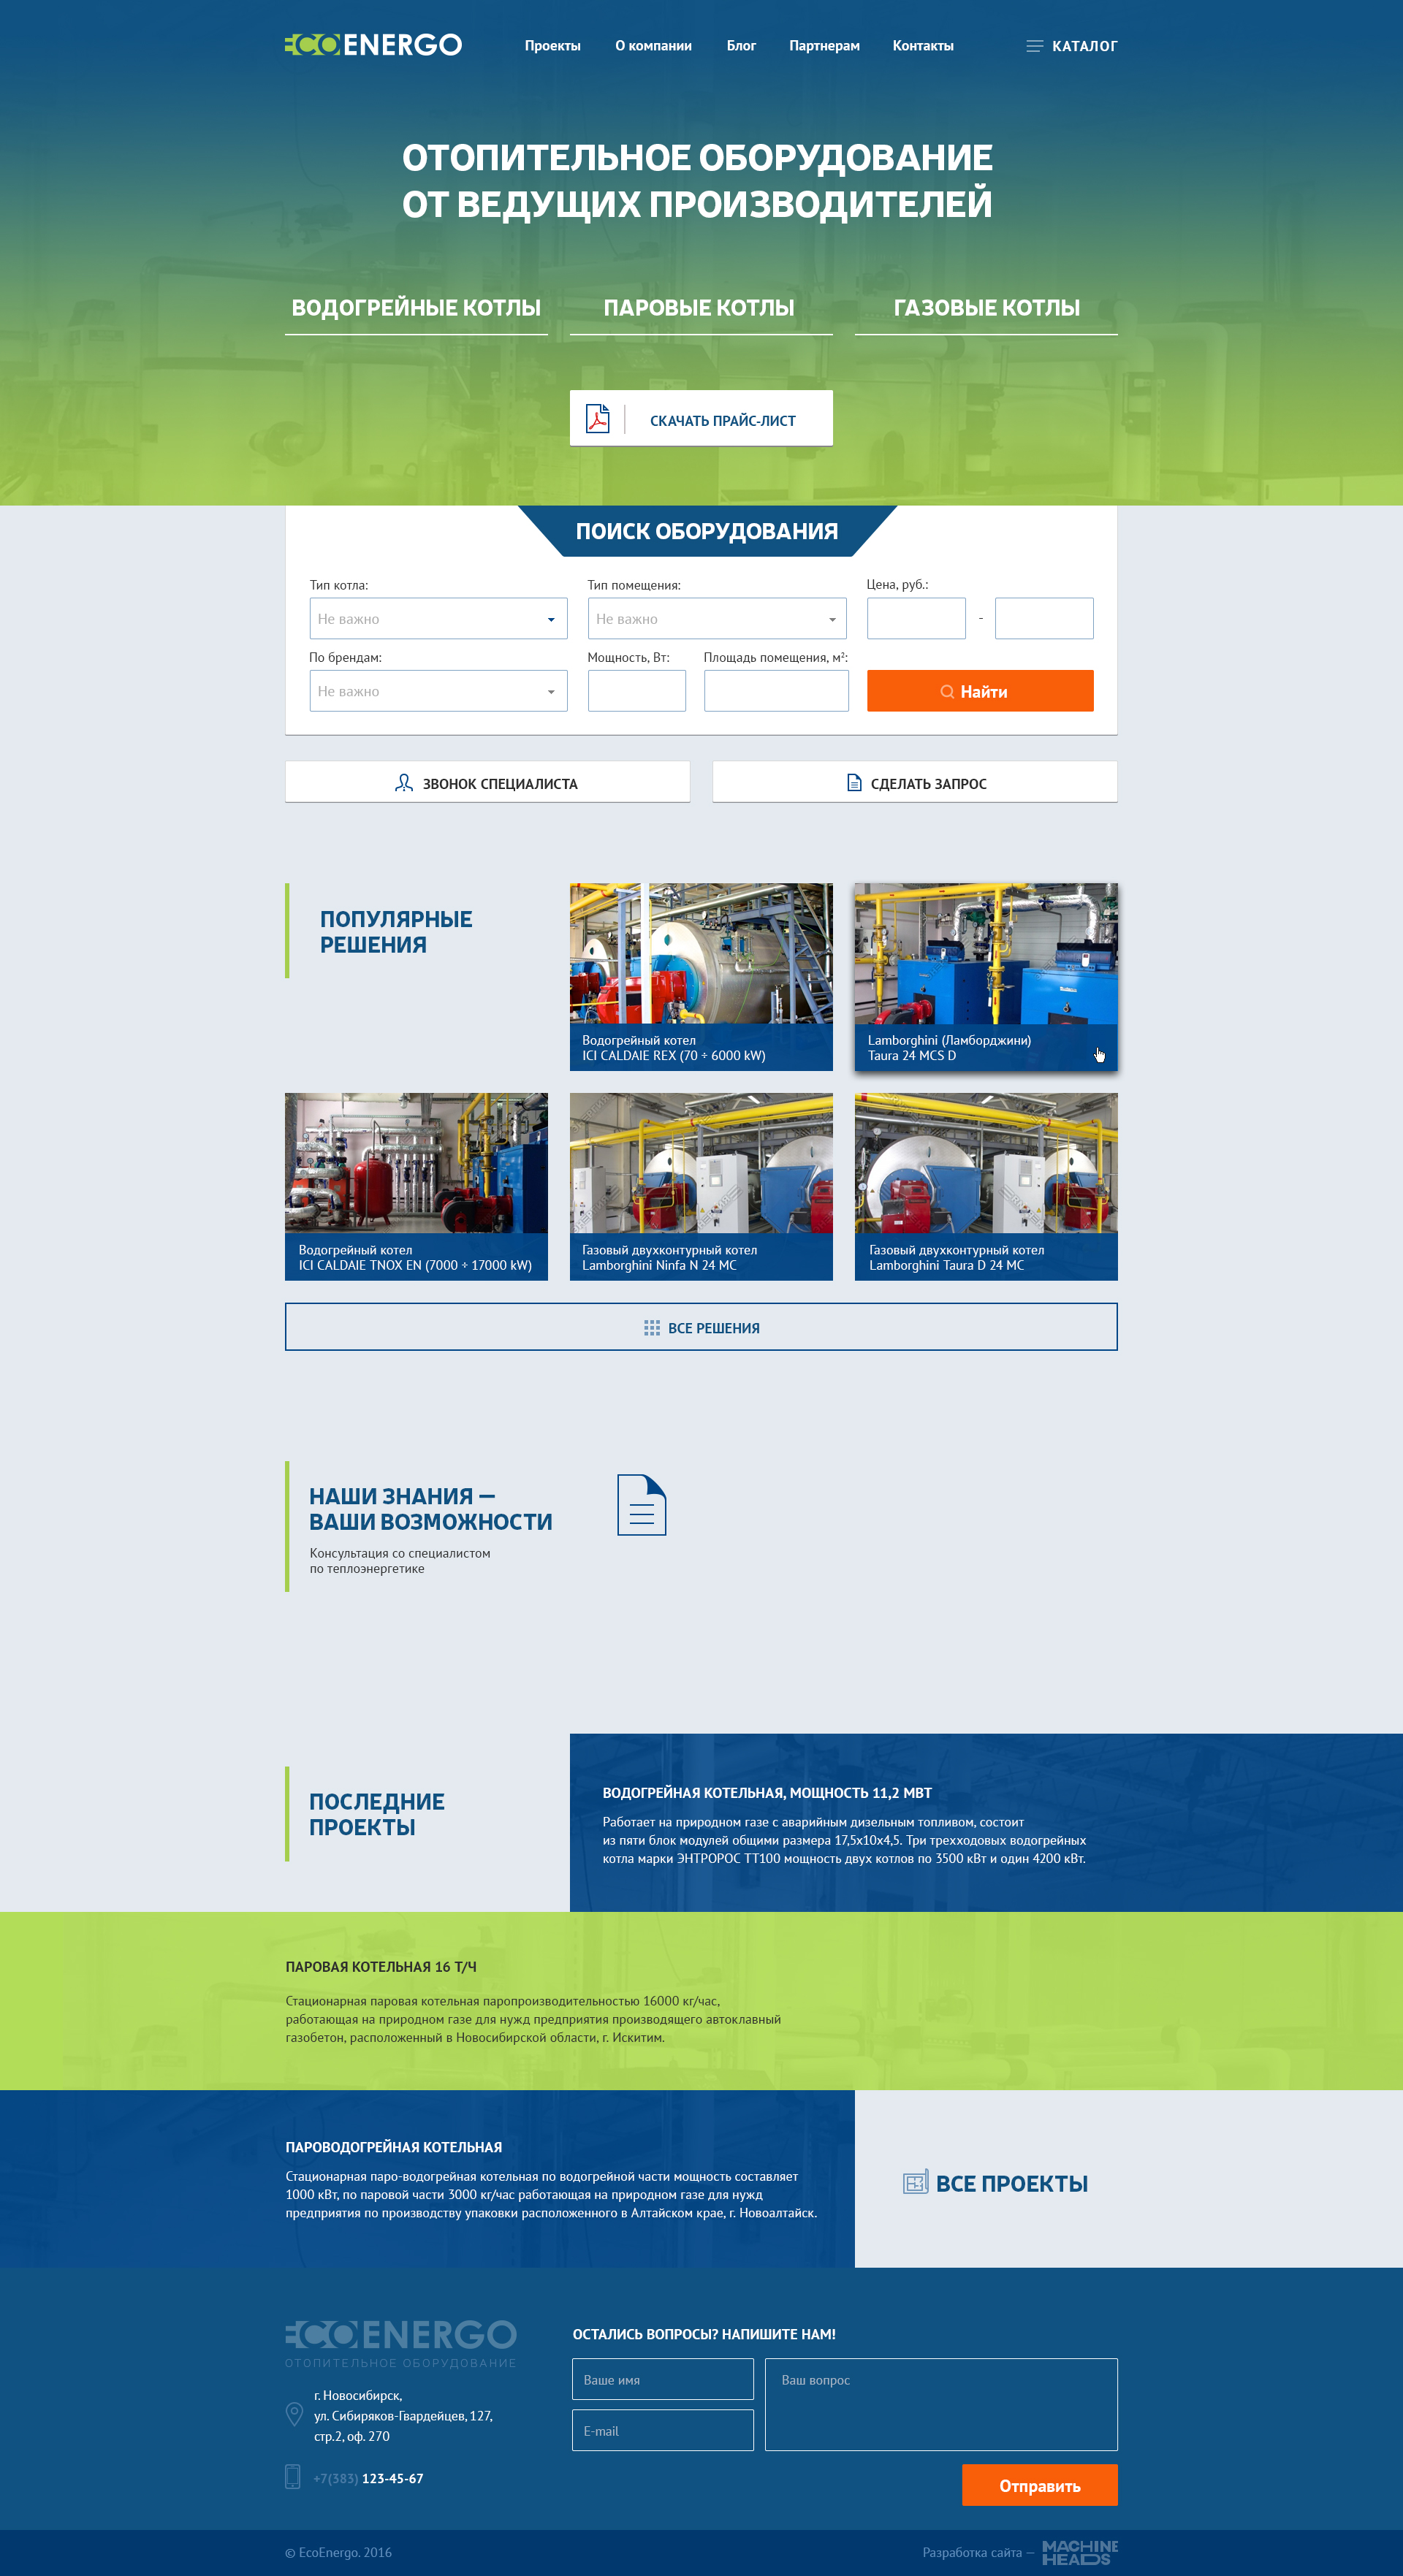 ECOENERGO
Проекты О компании Блог Партнерам Контакты КАТАЛОГ
ОТОПИТЕЛЬНОЕ ОБОРУДОВАНИЕ
ОТ ВЕДУЩИХ ПРОИЗВОДИТЕЛЕЙ
ВОДОГРЕЙНЫЕ КОТЛЫ ПАРОВЫЕ КОТЛЫ ГАЗОВЫЕ КОТЛЫ
СКАЧАТЬ ПРАЙС-ЛИСТ
ПОИСК ОБОРУДОВАНИЯ
Тип котла: Тип помещения: Цена, руб.:
Не важно Не важно -
По брендам: Мощность, Вт: Площадь помещения, м²:
Не важно Найти
ЗВОНОК СПЕЦИАЛИСТА СДЕЛАТЬ ЗАПРОС
ПОПУЛЯРНЫЕ
РЕШЕНИЯ
Водогрейный котел
ICI CALDAIE REX (70 ÷ 6000 kW)
Lamborghini (Ламборджини)
Taura 24 MCS D
Водогрейный котел
ICI CALDAIE TNOX EN (7000 ÷ 17000 kW)
Газовый двухконтурный котел
Lamborghini Ninfa N 24 MC
Газовый двухконтурный котел
Lamborghini Taura D 24 MC
ВСЕ РЕШЕНИЯ
НАШИ ЗНАНИЯ —
ВАШИ ВОЗМОЖНОСТИ
Консультация со специалистом
по теплоэнергетике
ПОСЛЕДНИЕ
ПРОЕКТЫ
ВОДОГРЕЙНАЯ КОТЕЛЬНАЯ, МОЩНОСТЬ 11,2 МВТ
Работает на природном газе с аварийным дизельным топливом, состоит
из пяти блок модулей общими размера 17,5х10х4,5. Три трехходовых водогрейных
котла марки ЭНТРОРОС ТТ100 мощность двух котлов по 3500 кВт и один 4200 кВт.
ПАРОВАЯ КОТЕЛЬНАЯ 16 Т/Ч
Стационарная паровая котельная паропроизводительностью 16000 кг/час,
работающая на природном газе для нужд предприятия производящего автоклавный
газобетон, расположенный в Новосибирской области, г. Искитим.
ПАРОВОДОГРЕЙНАЯ КОТЕЛЬНАЯ
Стационарная паро-водогрейная котельная по водогрейной части мощность составляет
1000 кВт, по паровой части 3000 кг/час работающая на природном газе для нужд
предприятия по производству упаковки расположенного в Алтайском крае, г. Новоалтайск.
ВСЕ ПРОЕКТЫ
ECOENERGO
ОТОПИТЕЛЬНОЕ ОБОРУДОВАНИЕ
г. Новосибирск,
ул. Сибиряков-Гвардейцев, 127,
стр.2, оф. 270
+7(383) 123-45-67
ОСТАЛИСЬ ВОПРОСЫ? НАПИШИТЕ НАМ!
Ваше имя
E-mail
Ваш вопрос
Отправить
© EcoEnergo. 2016
Разработка сайта — MACHINE
HEADS